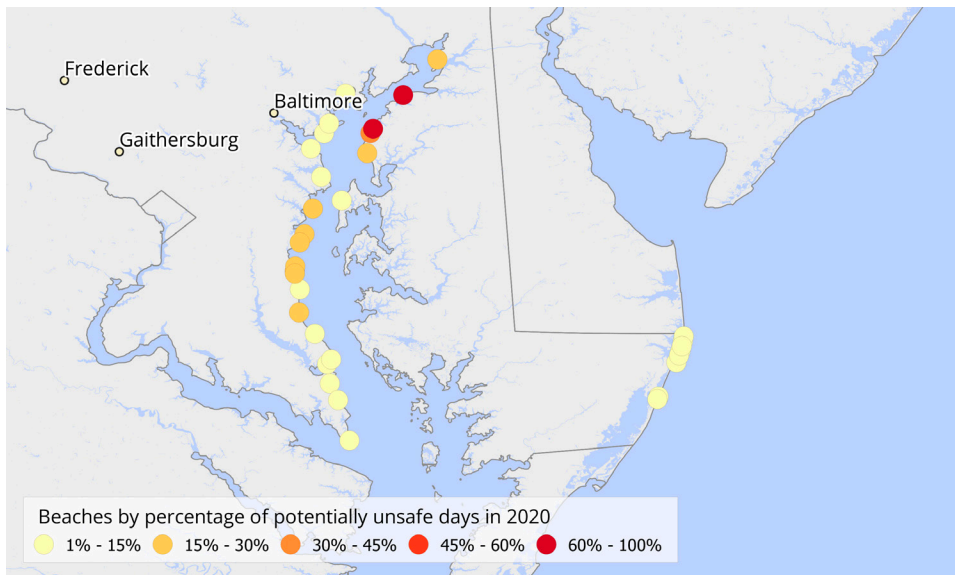 Frederick
Baltimore
Gaithersburg
Beaches by percentage of potentially unsafe days in 2020
1% - 15% 15% - 30% 30% - 45% 45% - 60% 60% - 100%